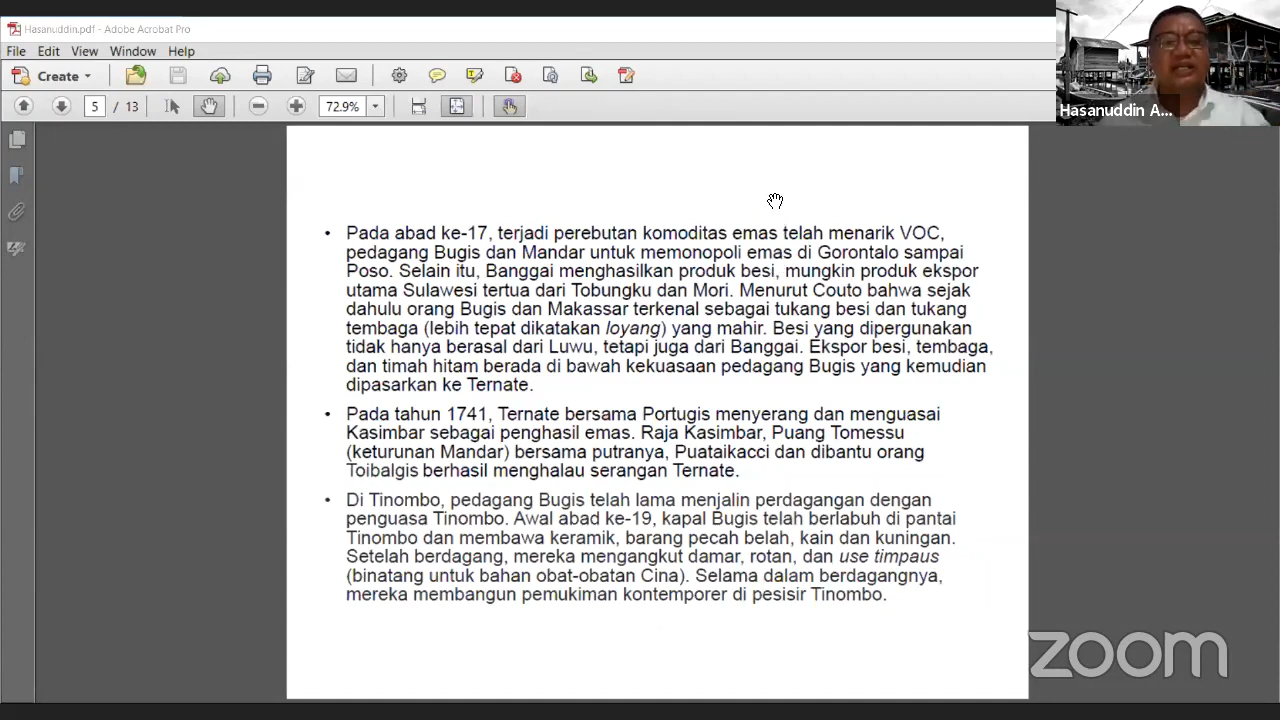 Hasanuddin.pdf - Adobe Acrobat Pro
File Edit View Window Help
Create
5 / 13 72.9%
Hasanuddin A...
• Pada abad ke-17, terjadi perebutan komoditas emas telah menarik VOC,
pedagang Bugis dan Mandar untuk memonopoli emas di Gorontalo sampai
Poso. Selain itu, Banggai menghasilkan produk besi, mungkin produk ekspor
utama Sulawesi tertua dari Tobungku dan Mori. Menurut Couto bahwa sejak
dahulu orang Bugis dan Makassar terkenal sebagai tukang besi dan tukang
tembaga (lebih tepat dikatakan loyang) yang mahir. Besi yang dipergunakan
tidak hanya berasal dari Luwu, tetapi juga dari Banggai. Ekspor besi, tembaga,
dan timah hitam berada di bawah kekuasaan pedagang Bugis yang kemudian
dipasarkan ke Ternate.
• Pada tahun 1741, Ternate bersama Portugis menyerang dan menguasai
Kasimbar sebagai penghasil emas. Raja Kasimbar, Puang Tomessu
(keturunan Mandar) bersama putranya, Puataikacci dan dibantu orang
Toibalgis berhasil menghalau serangan Ternate.
• Di Tinombo, pedagang Bugis telah lama menjalin perdagangan dengan
penguasa Tinombo. Awal abad ke-19, kapal Bugis telah berlabuh di pantai
Tinombo dan membawa keramik, barang pecah belah, kain dan kuningan.
Setelah berdagang, mereka mengangkut damar, rotan, dan use timpaus
(binatang untuk bahan obat-obatan Cina). Selama dalam berdagangnya,
mereka membangun pemukiman kontemporer di pesisir Tinombo.
zoom